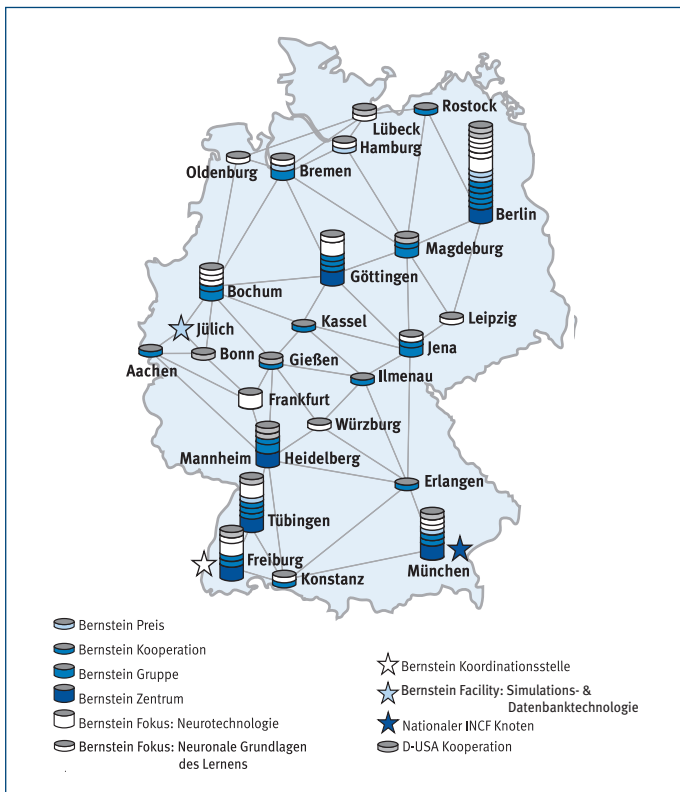 Rostock
Lübeck
Hamburg
Oldenburg
Bremen
Berlin
Magdeburg
Göttingen
Bochum
Leipzig
Kassel
Jülich
Jena
Bonn
Gießen
Aachen
Ilmenau
Frankfurt
Würzburg
Mannheim
Heidelberg
Erlangen
Tübingen
Freiburg
München
Konstanz
Bernstein Preis
Bernstein Kooperation
Bernstein Gruppe
Bernstein Zentrum
Bernstein Fokus: Neurotechnologie
Bernstein Fokus: Neuronale Grundlagen
des Lernens
Bernstein Koordinationsstelle
Bernstein Facility: Simulations- &
Datenbanktechnologie
Nationaler INCF Knoten
D-USA Kooperation